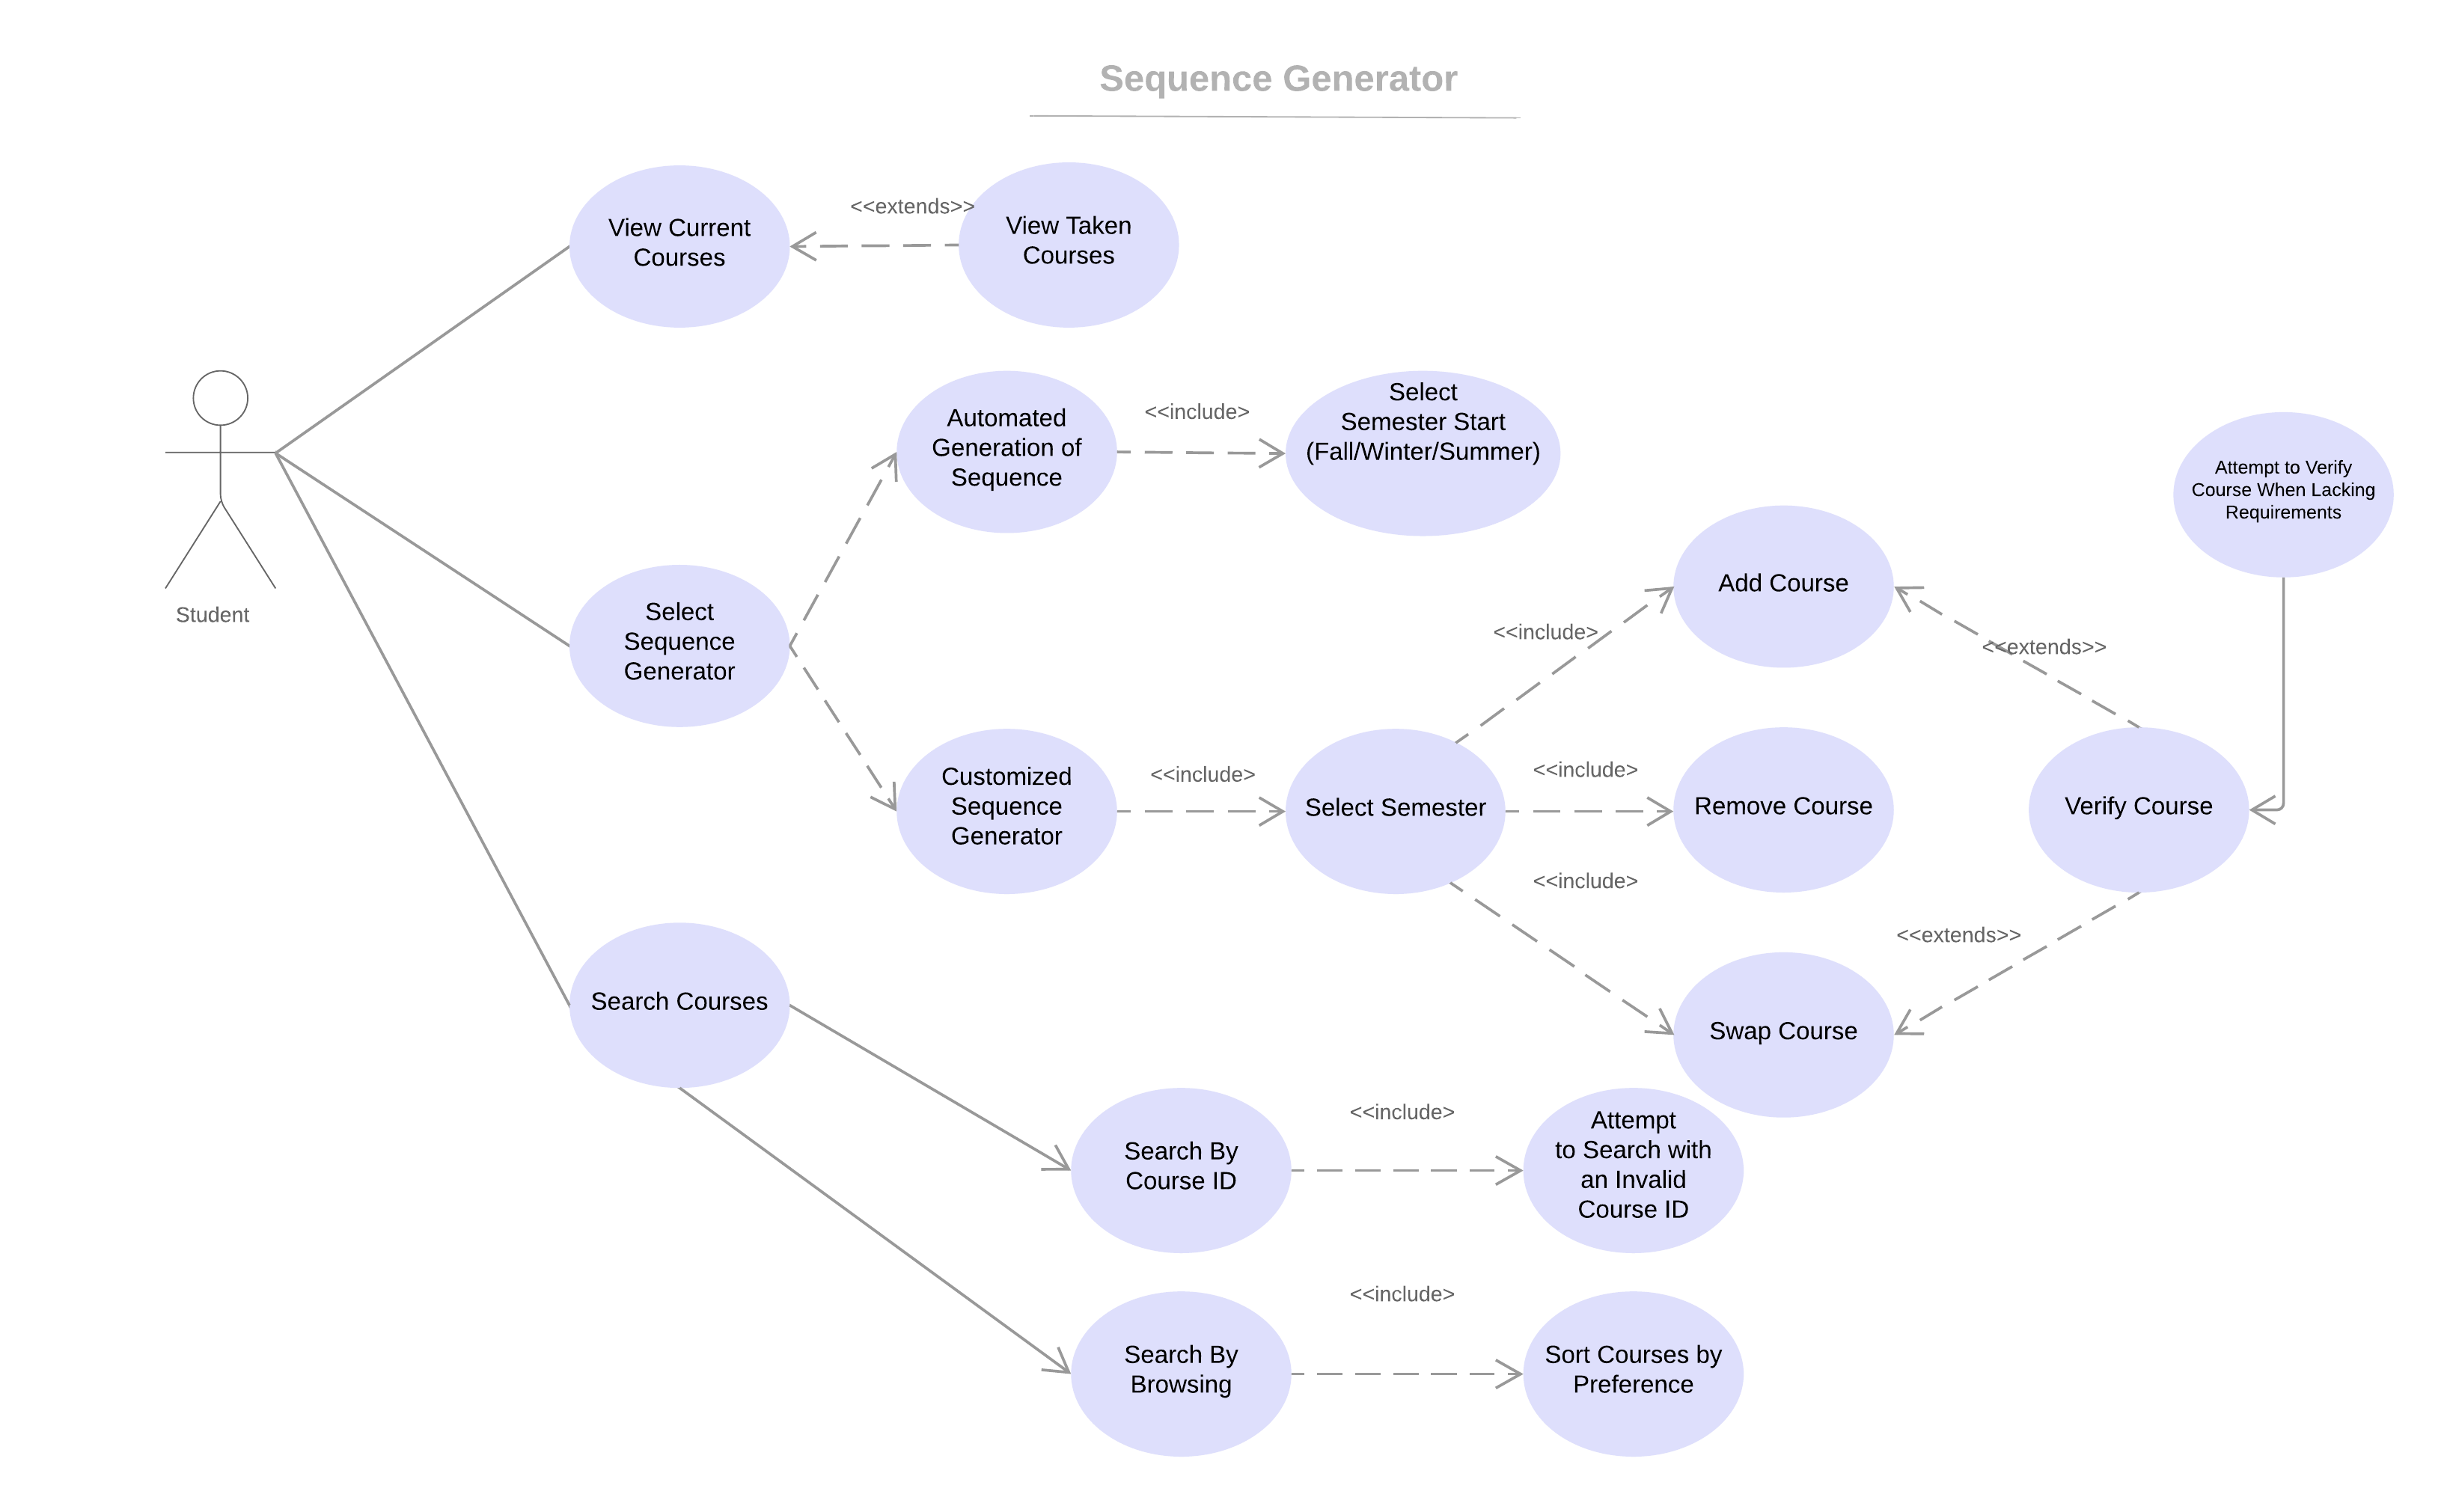 Sequence Generator
View Current
Courses
<<extends>>
View Taken
Courses
Student
Select
Sequence
Generator
Automated
Generation of
Sequence
<<include>
Select
Semester Start
(Fall/Winter/Summer)
Customized
Sequence
Generator
<<include>
Select Semester
<<include>
Add Course
<<include>
Remove Course
<<include>
Swap Course
<<extends>>
<<extends>>
Verify Course
Attempt to Verify
Course When Lacking
Requirements
Search Courses
Search By
Course ID
<<include>
Attempt
to Search with
an Invalid
Course ID
Search By
Browsing
<<include>
Sort Courses by
Preference